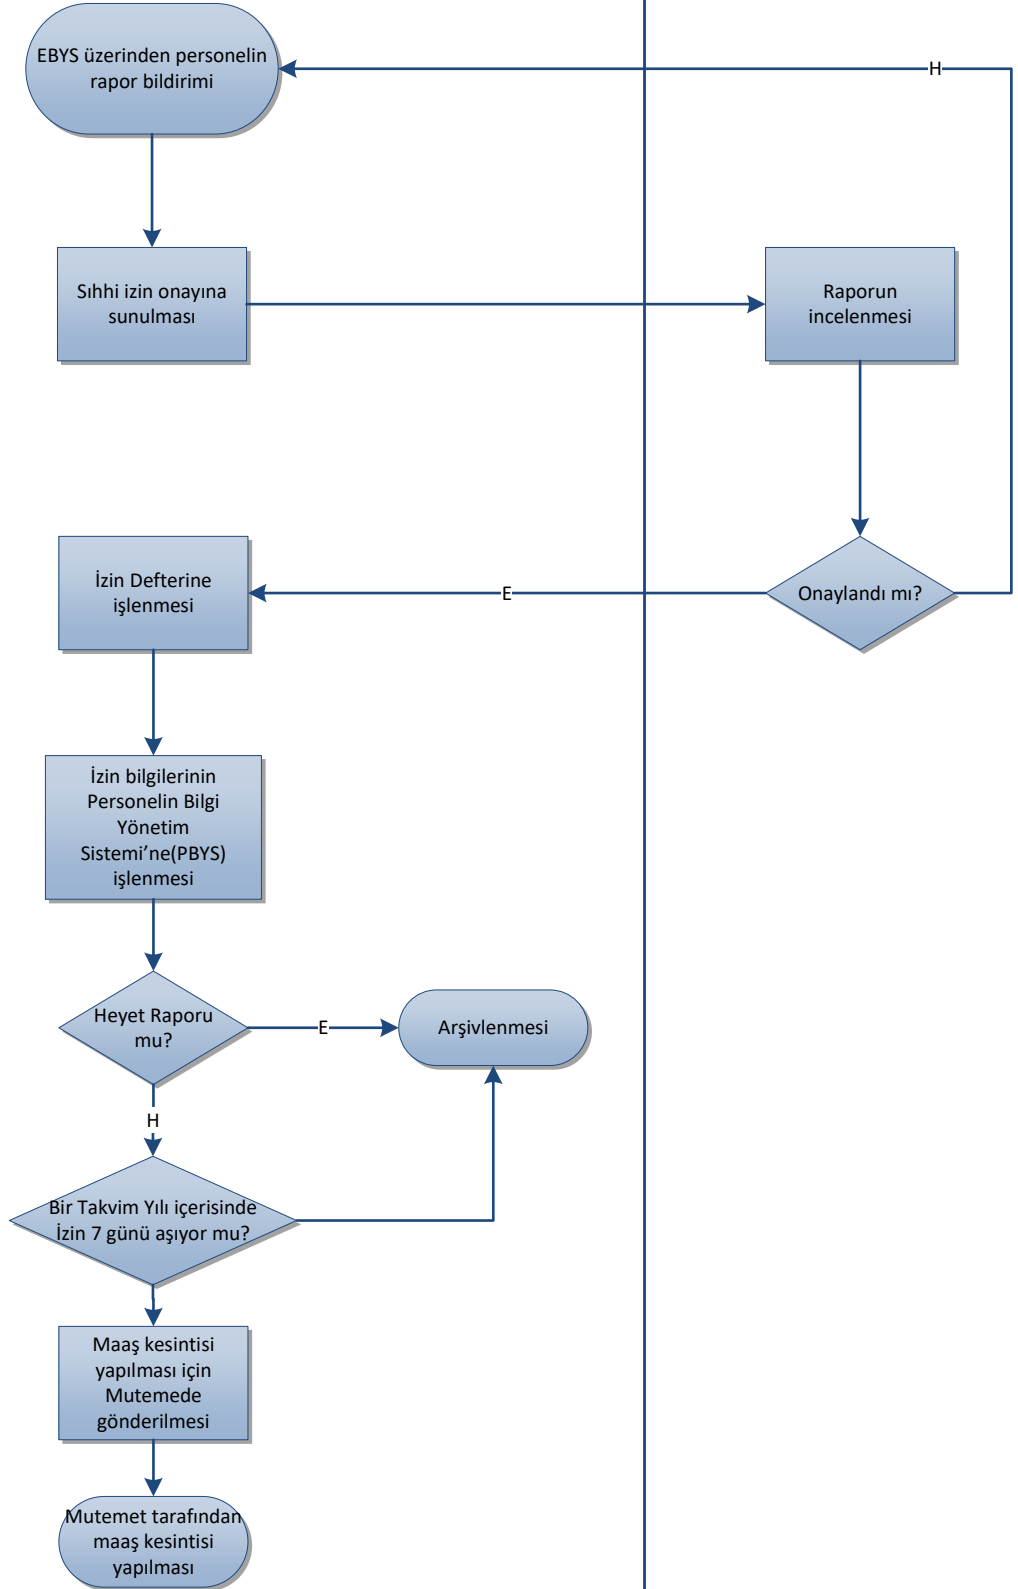 EBYS üzerinden personelin
rapor bildirimi
H
Sıhhi izin onayına
sunulması
Raporun
incelenmesi
Onaylandı mı?
E
İzin Defterine
işlenmesi
İzin bilgilerinin
Personelin Bilgi
Yönetim
Sistemi’ne(PBYS)
işlenmesi
Heyet Raporu
mu?
E
Arşivlenmesi
H
Bir Takvim Yılı içerisinde
İzin 7 günü aşıyor mu?
Maaş kesintisi
yapılması için
Mutemede
gönderilmesi
Mutemet tarafından
maaş kesintisi
yapılması